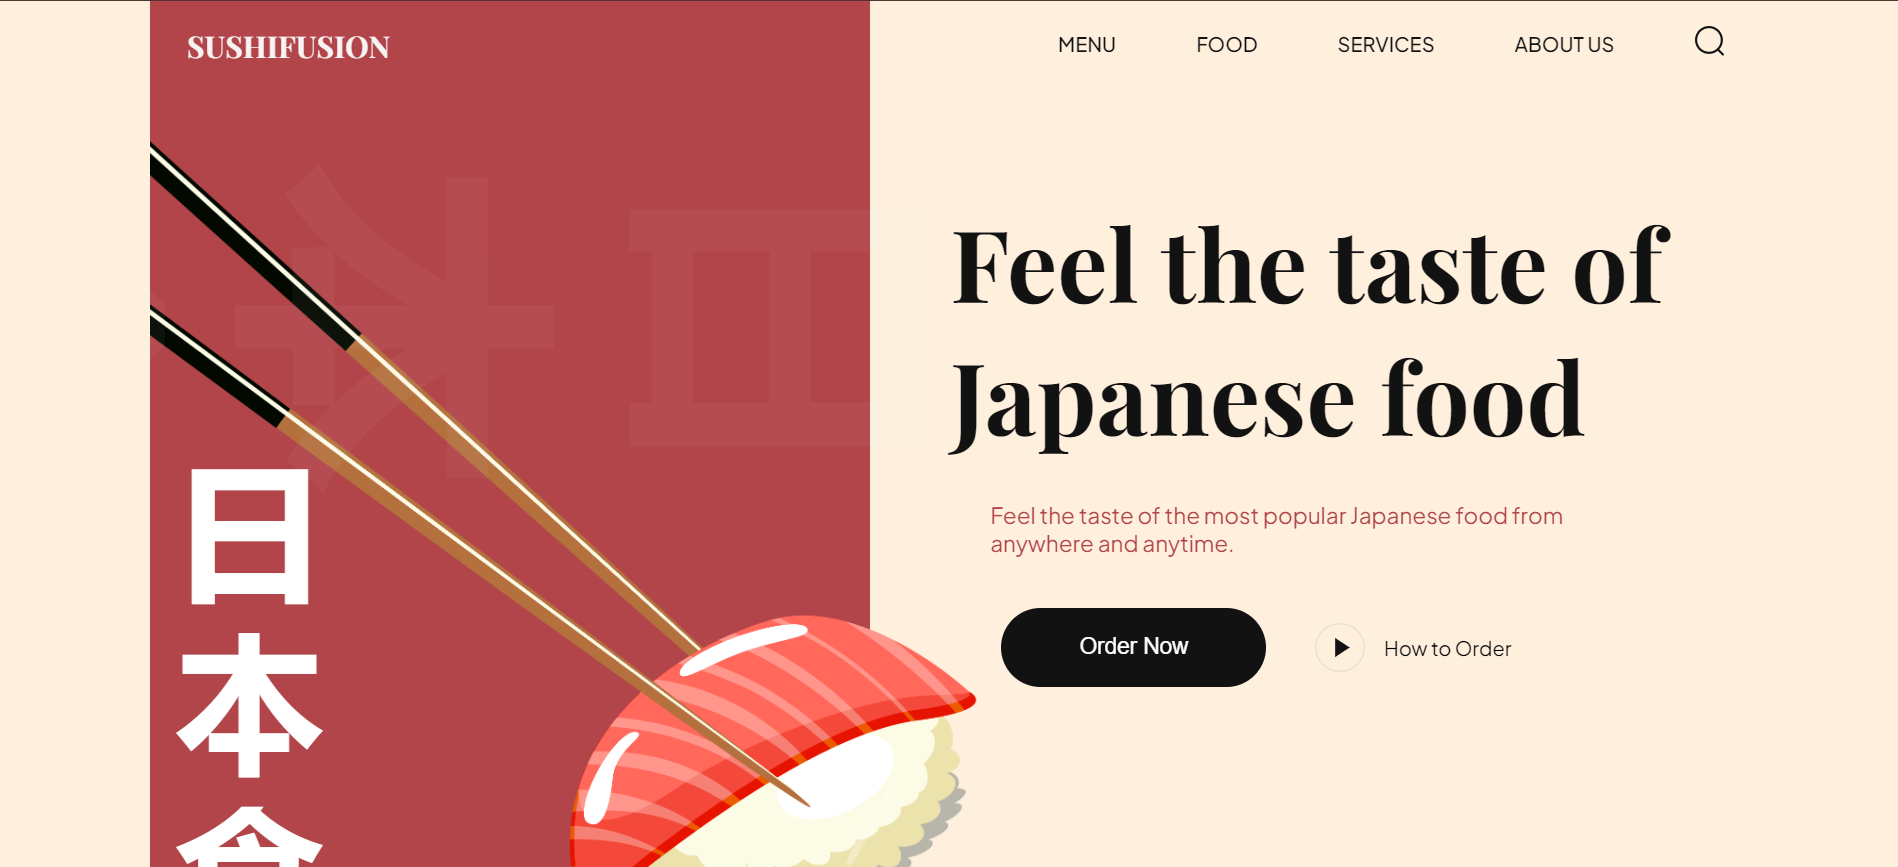 SUSHIFUSION
MENU
FOOD
SERVICES
ABOUT US
Feel the taste of
Japanese food
Feel the taste of the most popular Japanese food from
anywhere and anytime.
Order Now
How to Order
日
本
食